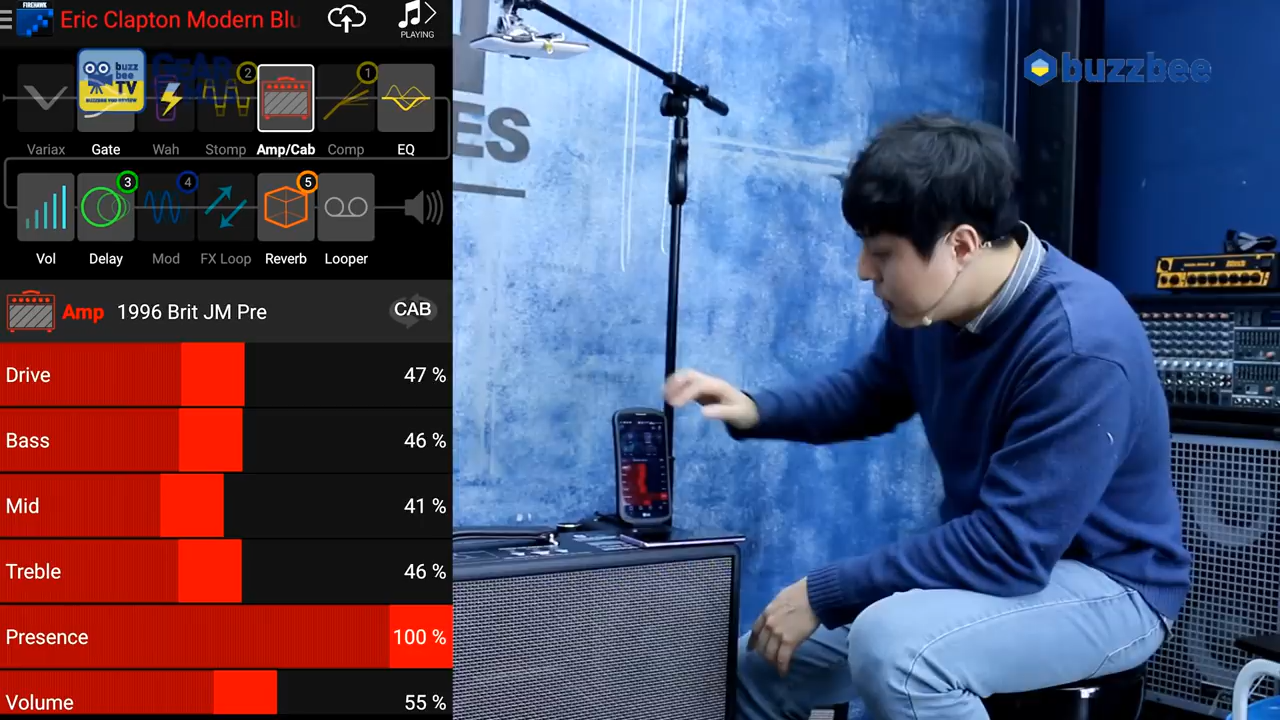 FIREHAWK
Eric Clapton Modern Blu
PLAYING
buzz
bee
TV
2
1
Variax
Gate
Wah
Stomp
Amp/Cab
Comp
EQ
3
4
5
Vol
Delay
Mod
FX Loop
Reverb
Looper
Amp
1996 Brit JM Pre
CAB
Drive
47 %
Bass
46 %
Mid
41 %
Treble
46 %
Presence
100 %
Volume
55 %
ES
buzzbee